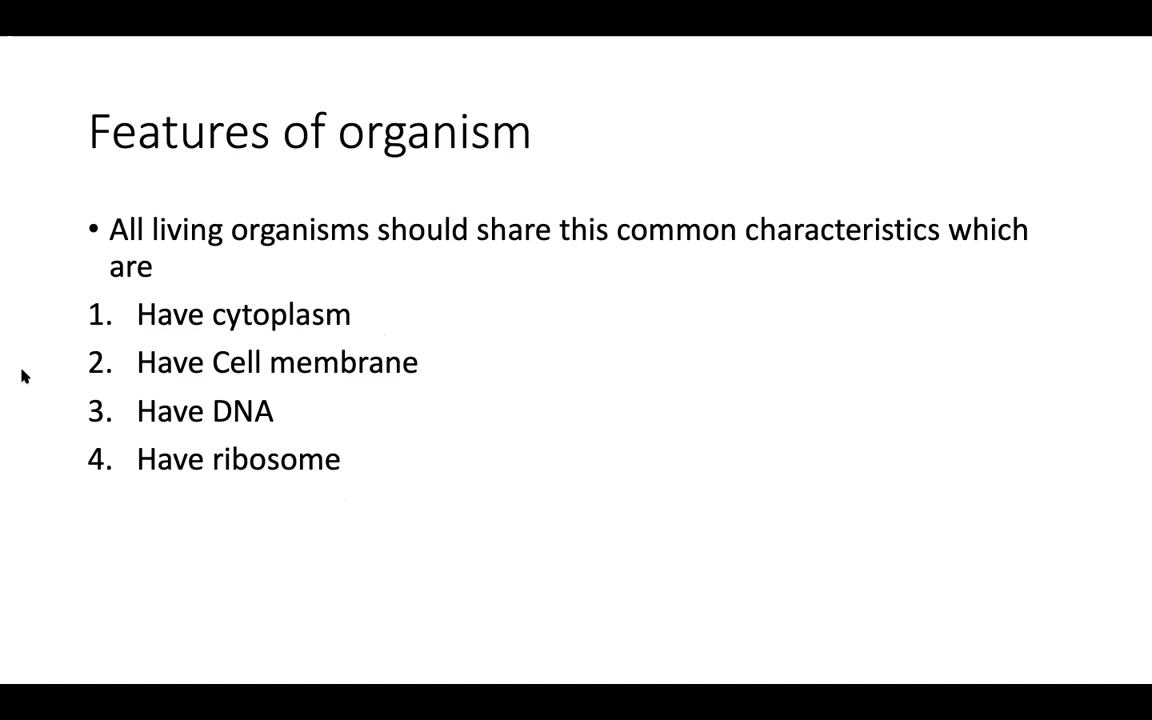 Features of organism
• All living organisms should share this common characteristics which
are
1. Have cytoplasm
2. Have Cell membrane
3. Have DNA
4. Have ribosome